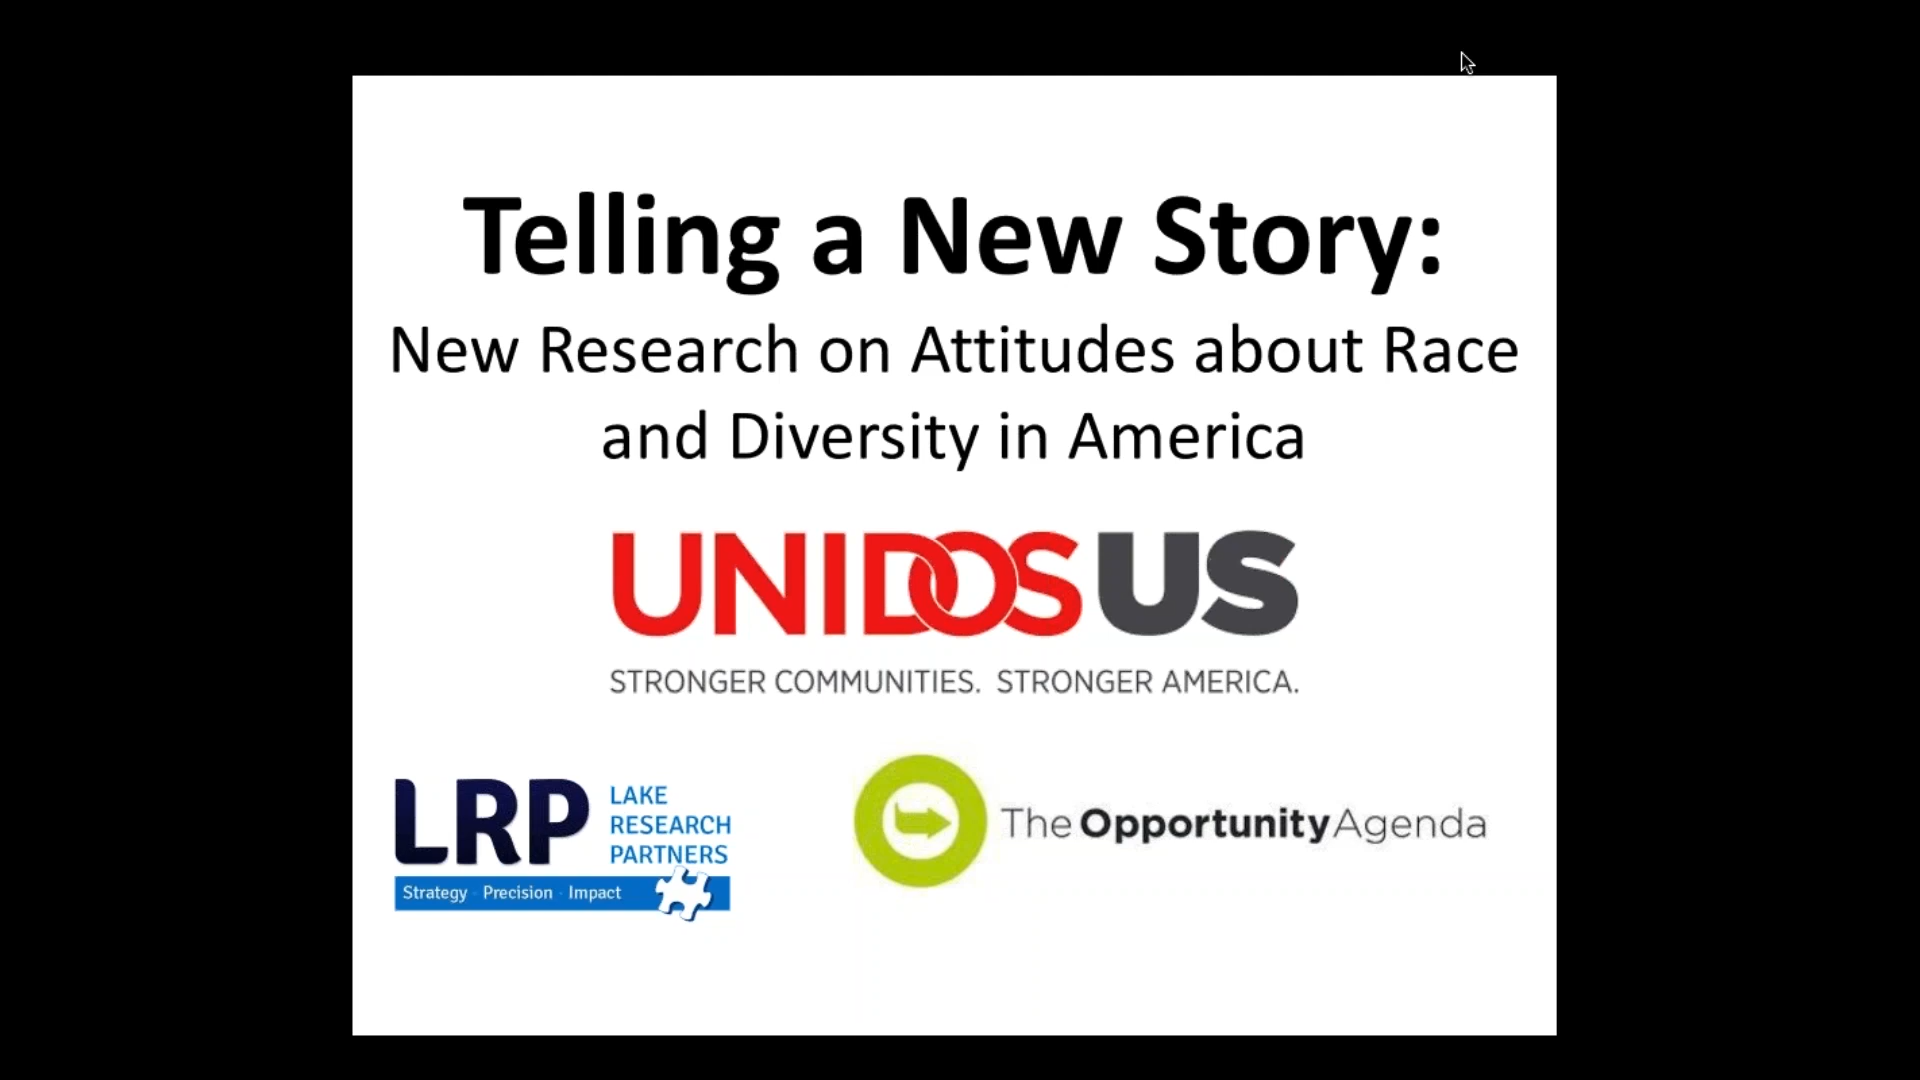 Telling a New Story:
New Research on Attitudes about Race
and Diversity in America
UNIDOSUS
STRONGER COMMUNITIES. STRONGER AMERICA.
LRP
LAKE
RESEARCH
PARTNERS
Strategy · Precision · Impact
The Opportunity Agenda